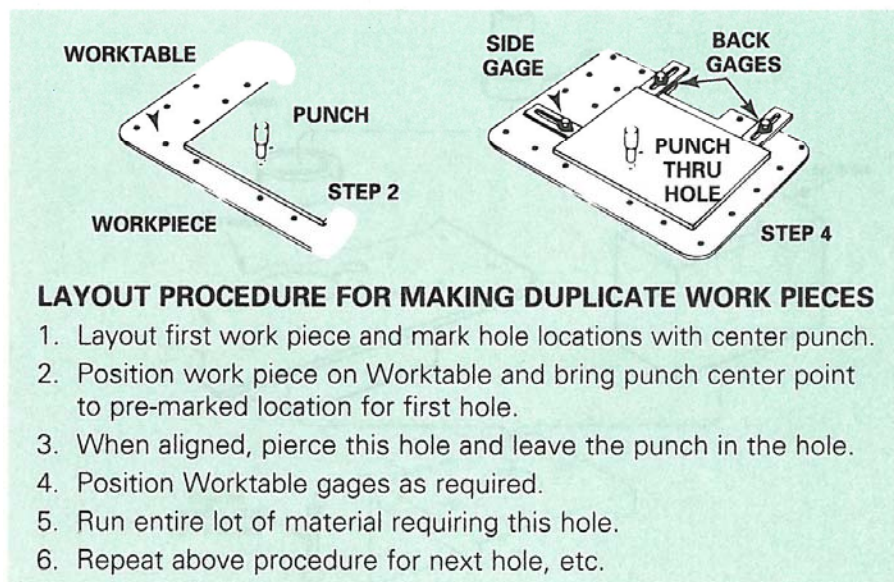 WORKTABLE
PUNCH
STEP 2
WORKPIECE
SIDE
GAGE
BACK
GAGES
PUNCH
THRU
HOLE
STEP 4
LAYOUT PROCEDURE FOR MAKING DUPLICATE WORK PIECES
1. Layout first work piece and mark hole locations with center punch.
2. Position work piece on Worktable and bring punch center point
to pre-marked location for first hole.
3. When aligned, pierce this hole and leave the punch in the hole.
4. Position Worktable gages as required.
5. Run entire lot of material requiring this hole.
6. Repeat above procedure for next hole, etc.